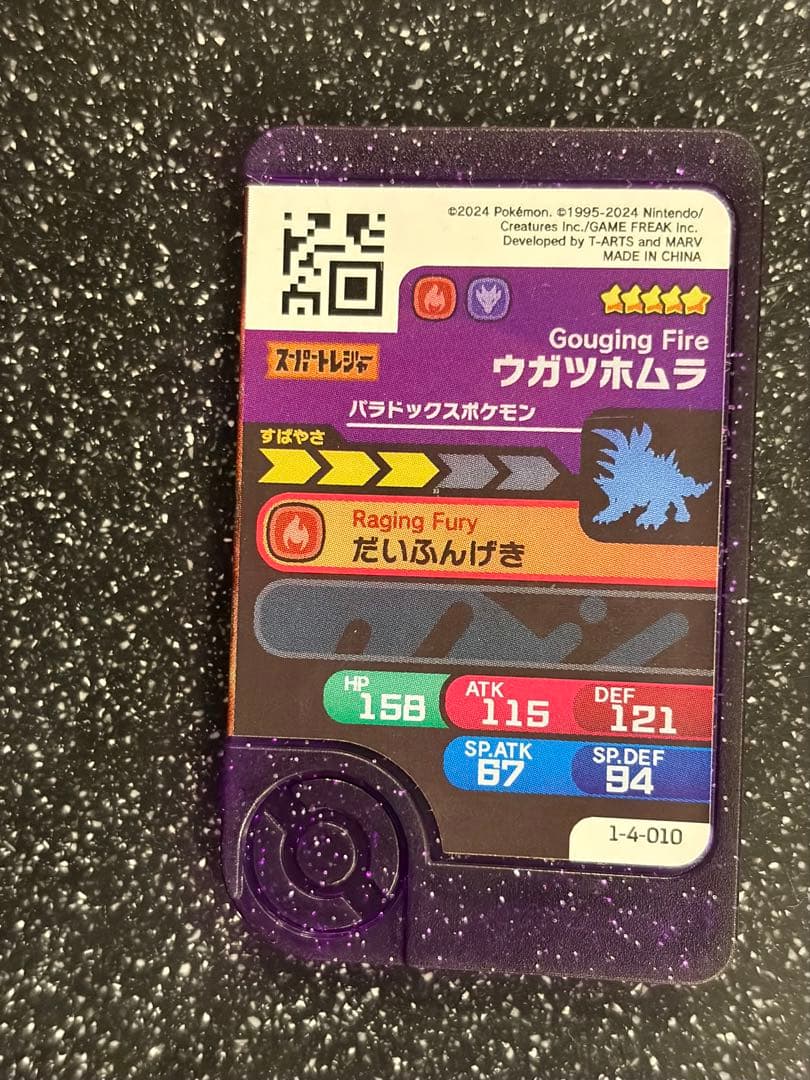 ©2024 Pokémon. ©1995-2024 Nintendo/
Creatures Inc./GAME FREAK Inc.
Developed by T-ARTS and MARV
MADE IN CHINA
Gouging Fire
スーパートレジャー
ウガツホムラ
パラドックスポケモン
すばやさ
Raging Fury
だいふんげき
HP 158
ATK 115
DEF 121
SP.ATK 67
SP.DEF 94
1-4-010